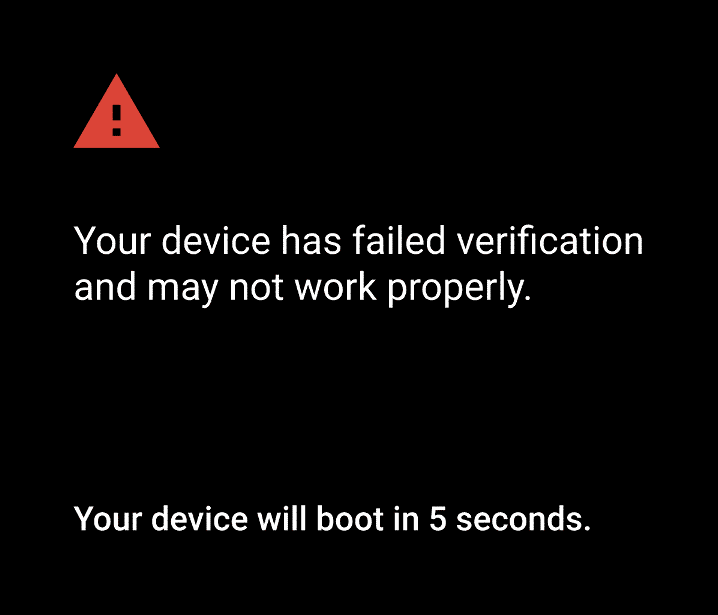 Your device has failed verification
and may not work properly.
Your device will boot in 5 seconds.